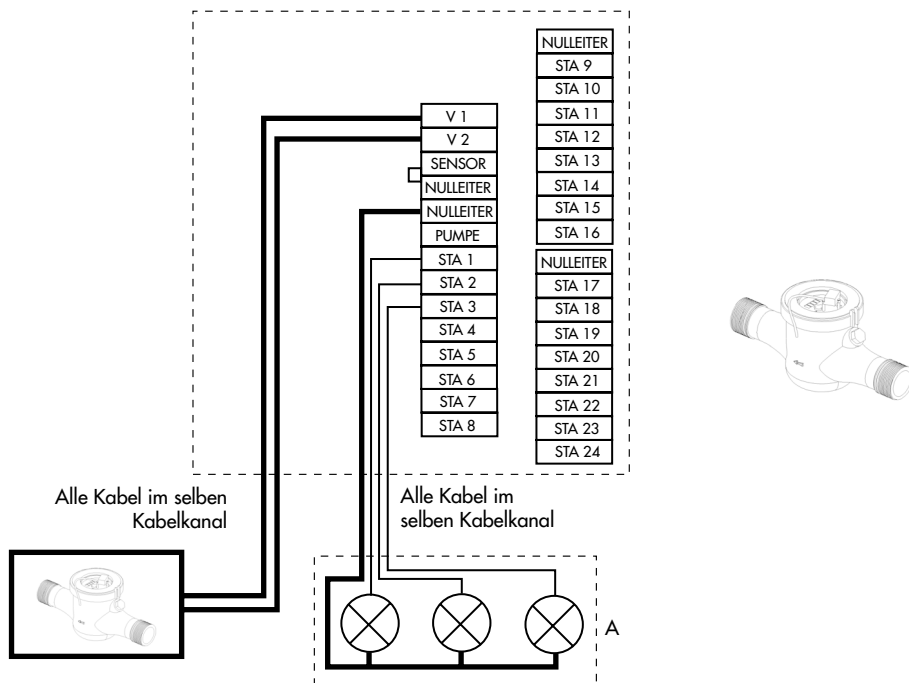 V 1
V 2
SENSOR
NULLEITER
NULLEITER
PUMPE
STA 1
STA 2
STA 3
STA 4
STA 5
STA 6
STA 7
STA 8
NULLEITER
STA 9
STA 10
STA 11
STA 12
STA 13
STA 14
STA 15
STA 16
NULLEITER
STA 17
STA 18
STA 19
STA 20
STA 21
STA 22
STA 23
STA 24
Alle Kabel im selben
Kabelkanal
Alle Kabel im
selben Kabelkanal
A